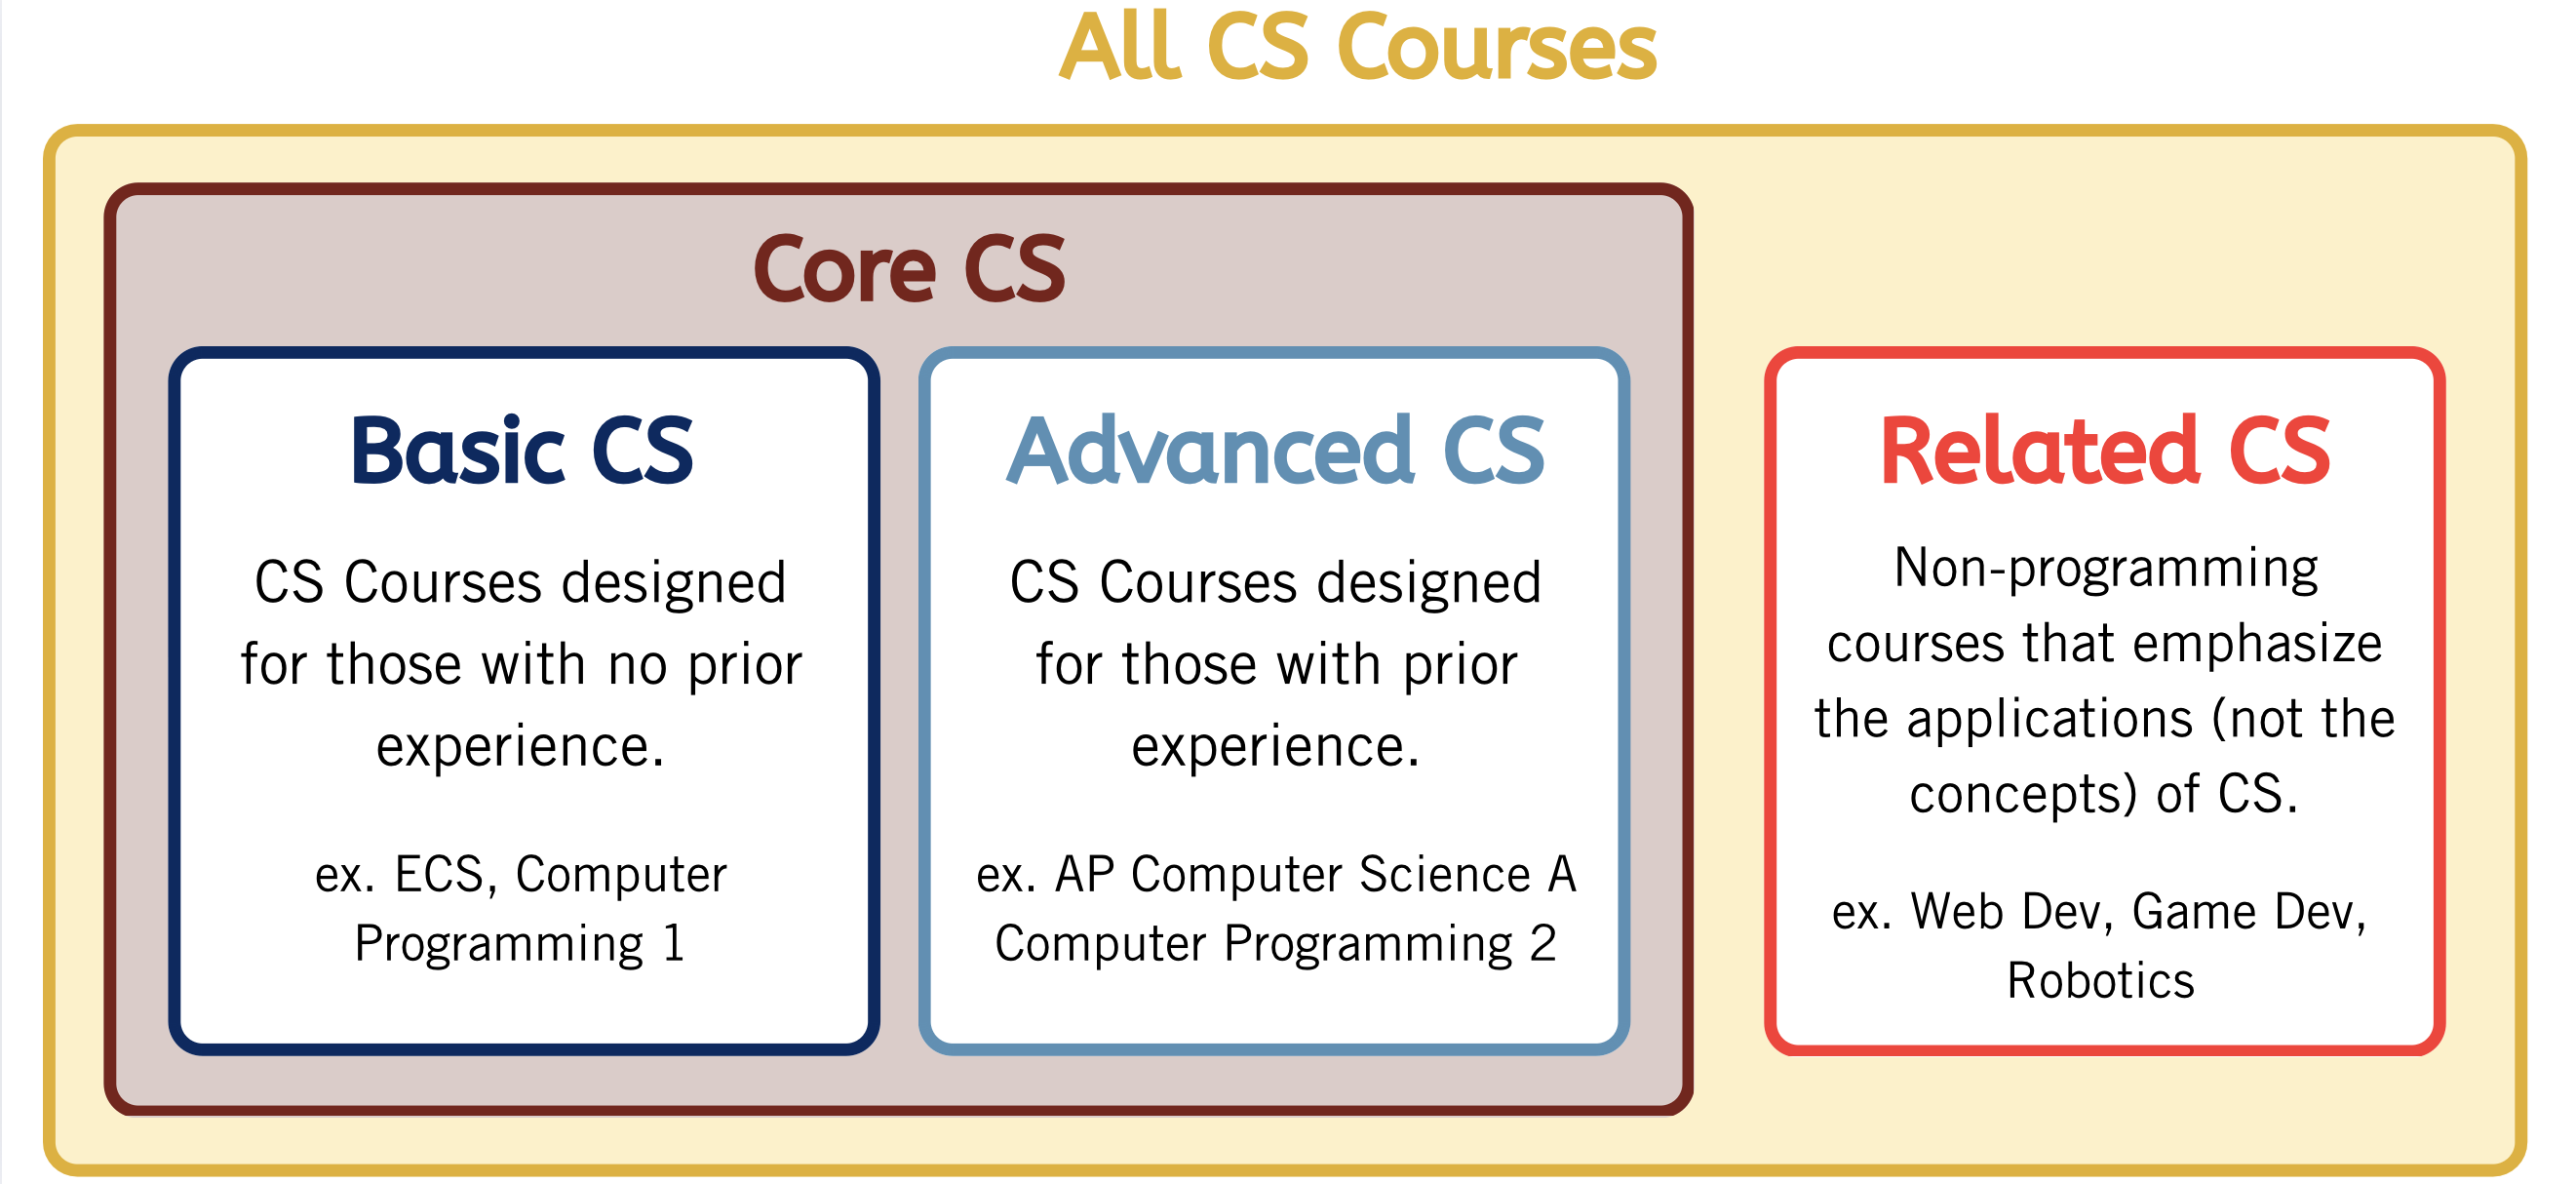 All CS Courses
Core CS
Basic CS
CS Courses designed
for those with no prior
experience.
ex. ECS, Computer
Programming 1
Advanced CS
CS Courses designed
for those with prior
experience.
ex. AP Computer Science A
Computer Programming 2
Related CS
Non-programming
courses that emphasize
the applications (not the
concepts) of CS.
ex. Web Dev, Game Dev,
Robotics